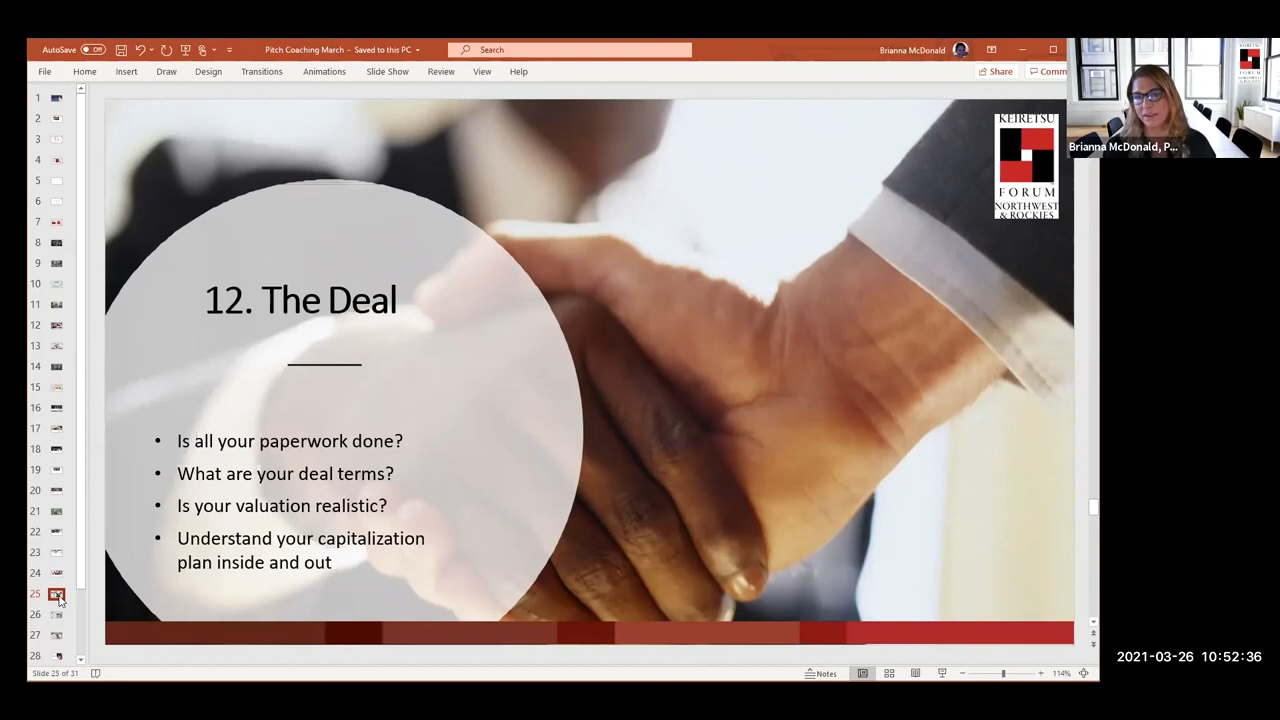 AutoSave Off
Pitch Coaching March - Saved to this PC
Search
Brianna McDonald
File Home Insert Draw Design Transitions Animations Slide Show Review View Help
Share Comm
1
2
3
4
5
6
7
8
9
10
11
12
13
14
15
16
17
18
19
20
21
22
23
24
25
26
27
28
KEIRETSU
FORUM
NORTHWEST
& ROCKIES
12. The Deal
• Is all your paperwork done?
• What are your deal terms?
• Is your valuation realistic?
• Understand your capitalization
plan inside and out
Brianna McDonald, P...
2021-03-26 10:52:36
Slide 25 of 31
Notes
114%